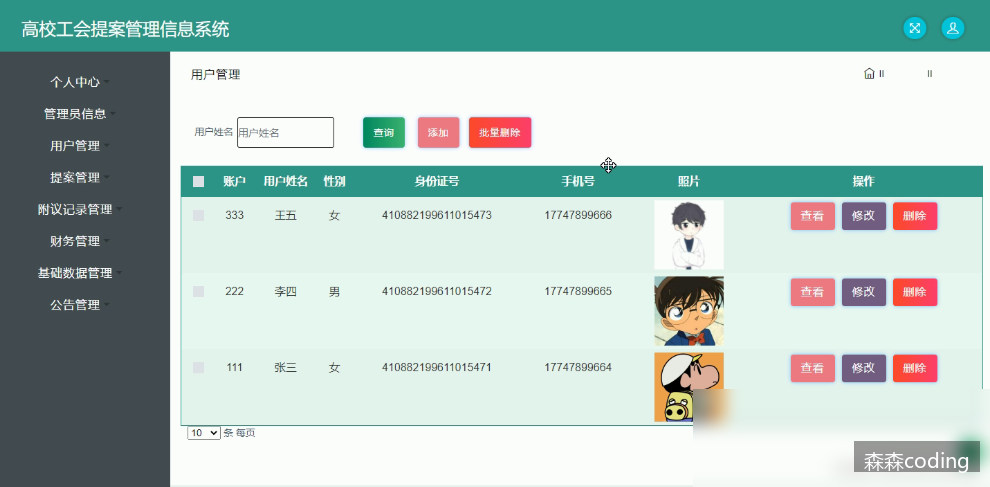 高校工会提案管理信息系统
个人中心
管理员信息
用户管理
提案管理
附议记录管理
财务管理
基础数据管理
公告管理
用户管理
用户姓名 用户姓名 查询 添加 批量删除
账户 用户姓名 性别 身份证号 手机号 照片 操作
333 王五 女 410882199611015473 17747899666 查看 修改 删除
222 李四 男 410882199611015472 17747899665 查看 修改 删除
111 张三 女 410882199611015471 17747899664 查看 修改 删除
10 条 每页
森森coding